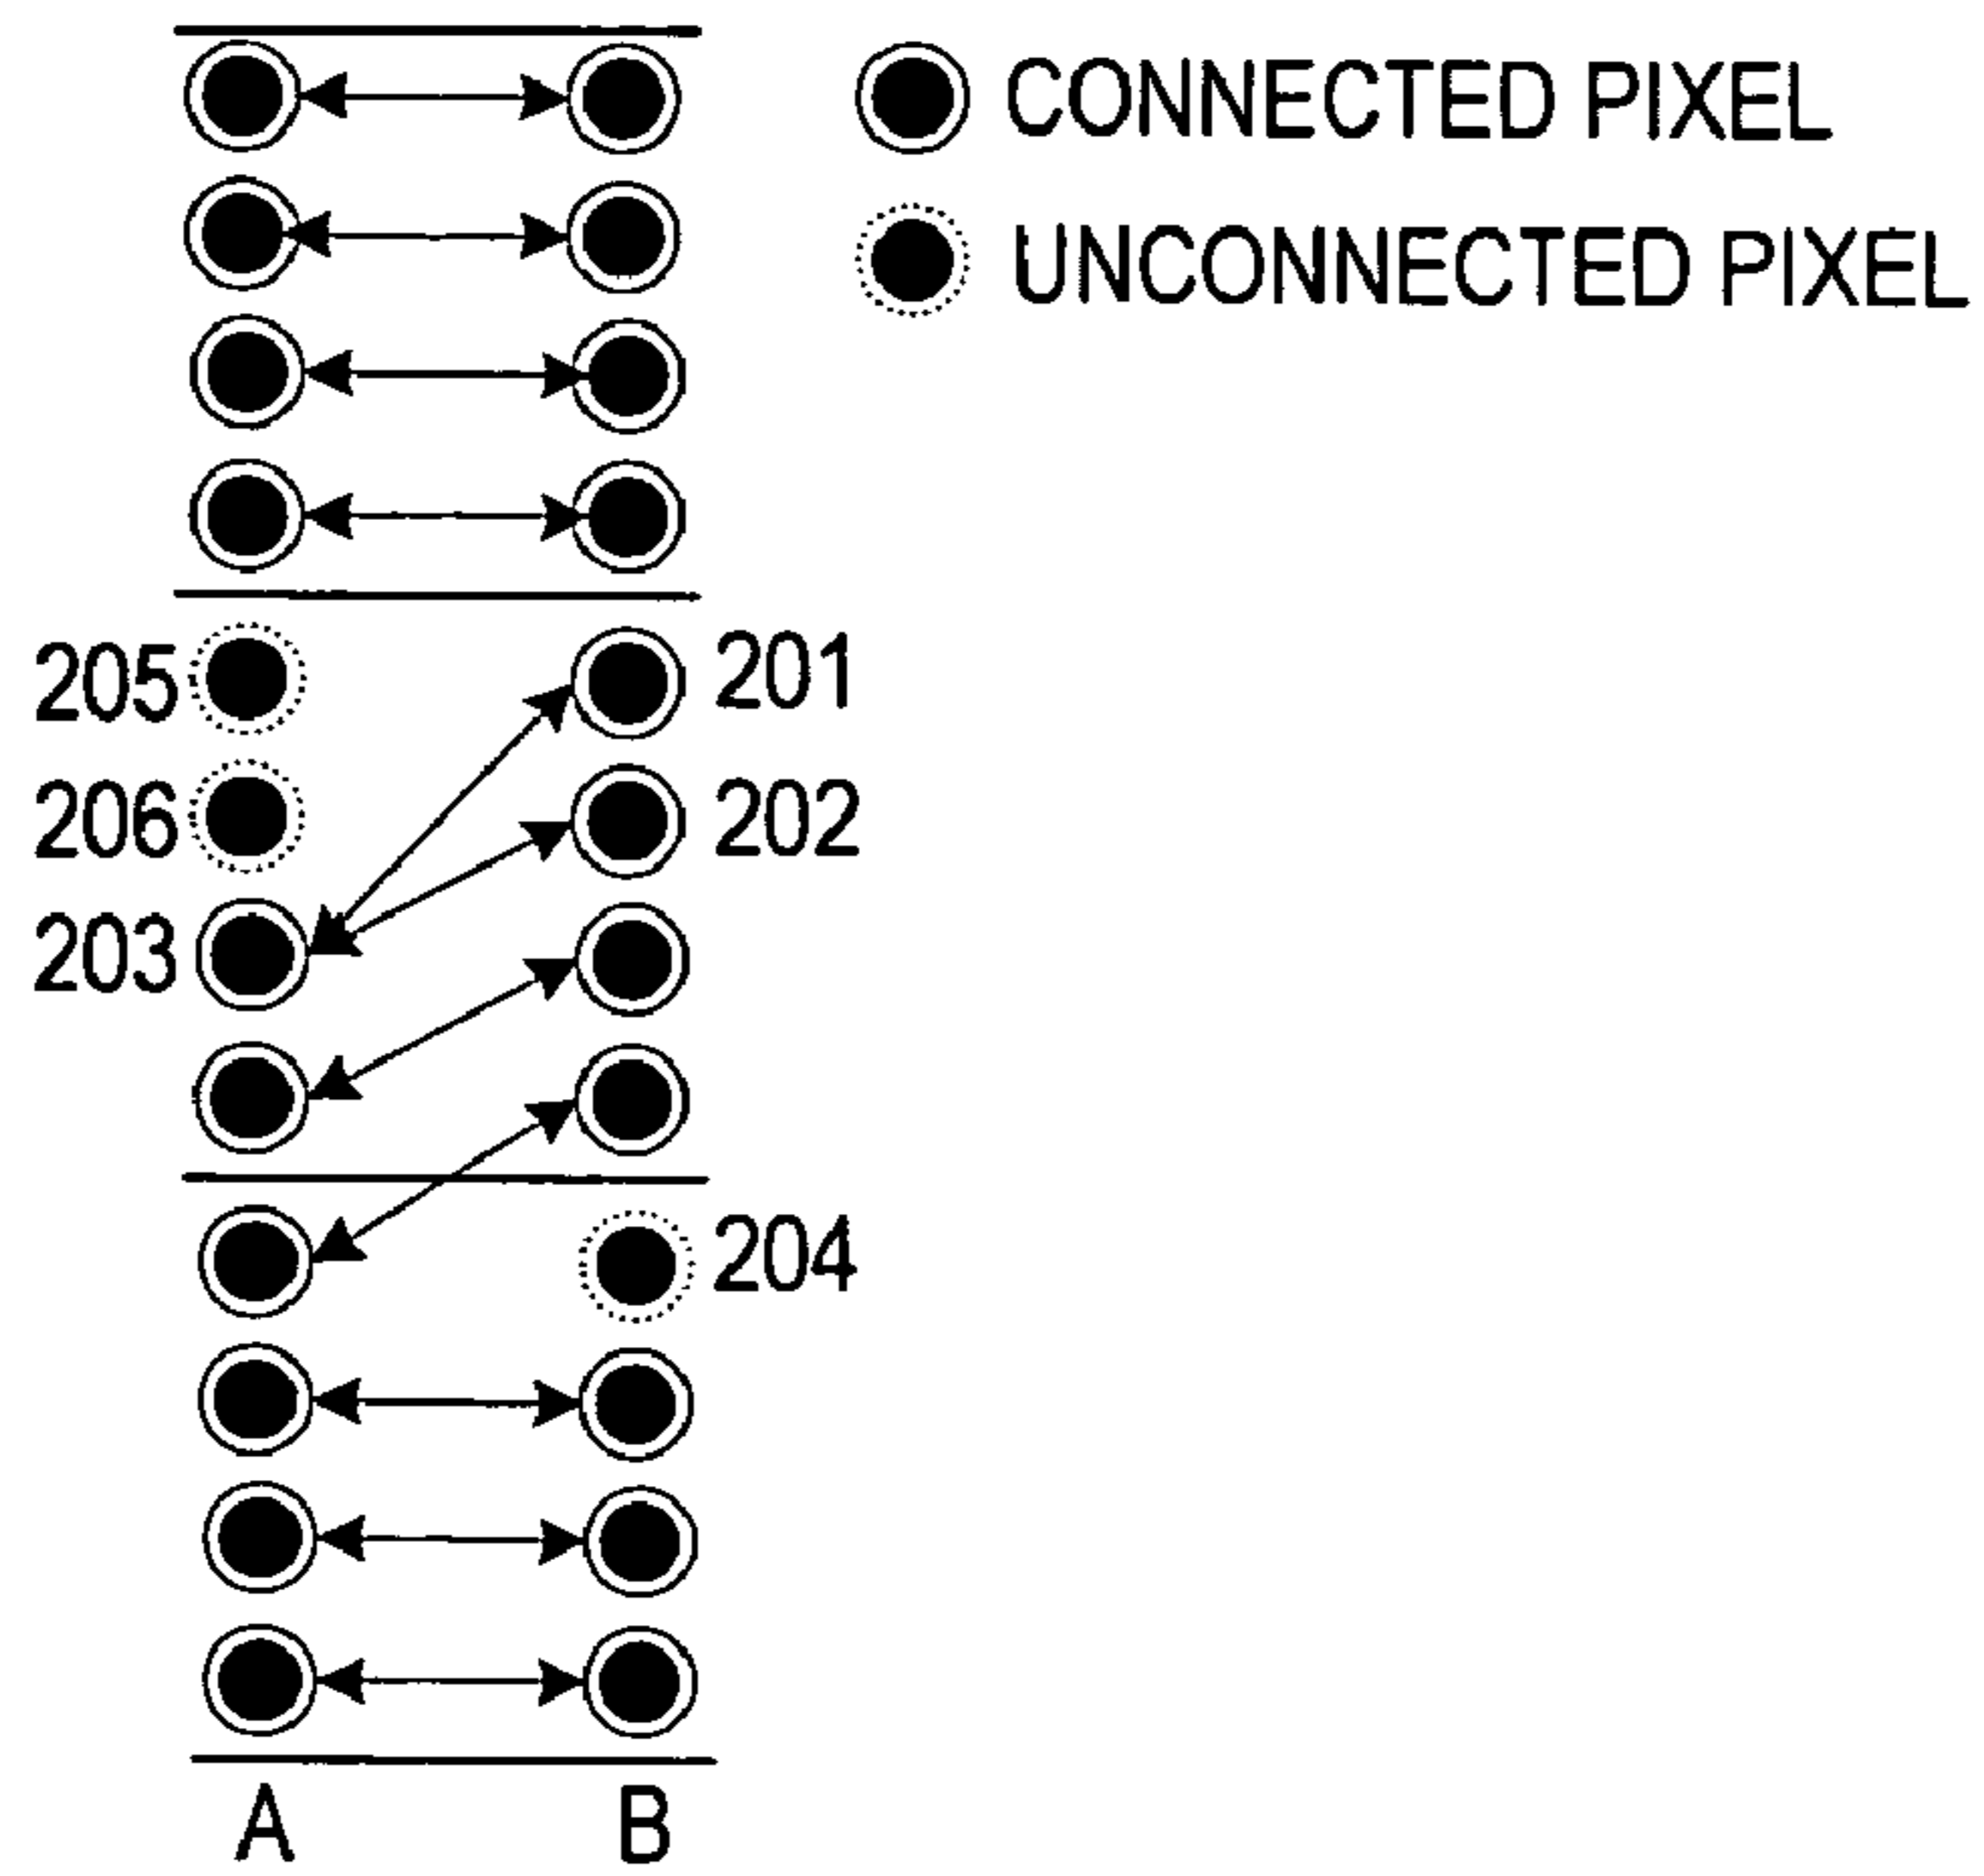 CONNECTED PIXEL
UNCONNECTED PIXEL
205 201
206 202
203
204
A B